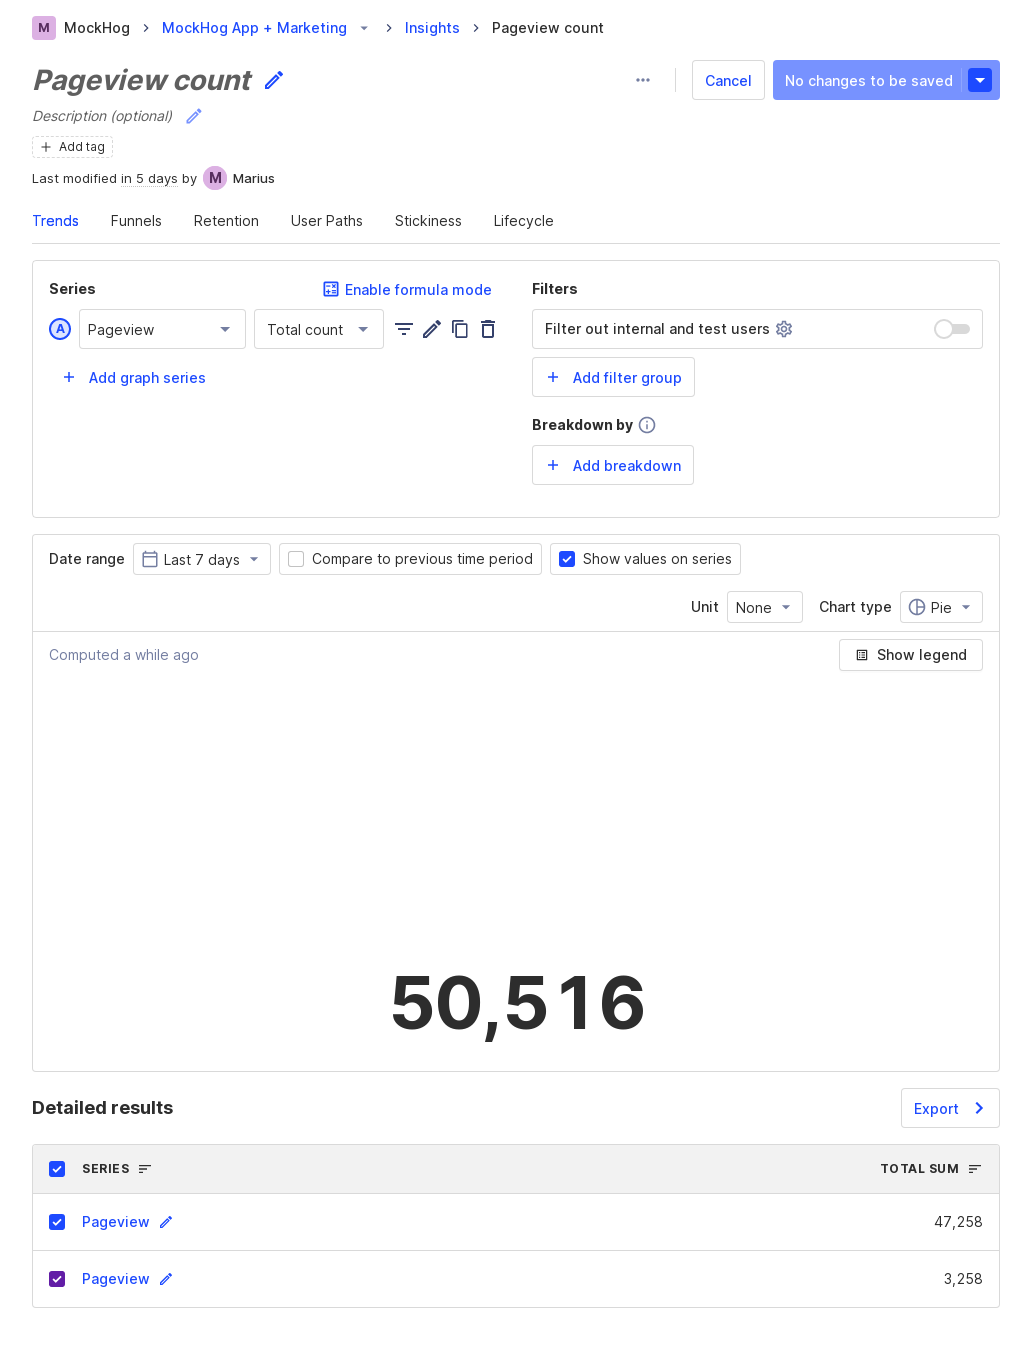 M MockHog > MockHog App + Marketing > Insights > Pageview count
Pageview count
Cancel
No changes to be saved
Description (optional)
Add tag
Last modified in 5 days by M Marius
Trends Funnels Retention User Paths Stickiness Lifecycle
Series
Enable formula mode
A Pageview Total count
Add graph series
Filters
Filter out internal and test users
Add filter group
Breakdown by
Add breakdown
Date range Last 7 days Compare to previous time period Show values on series
Unit None Chart type Pie
Computed a while ago
Show legend
50,516
Detailed results
Export
SERIES TOTAL SUM
Pageview 47,258
Pageview 3,258